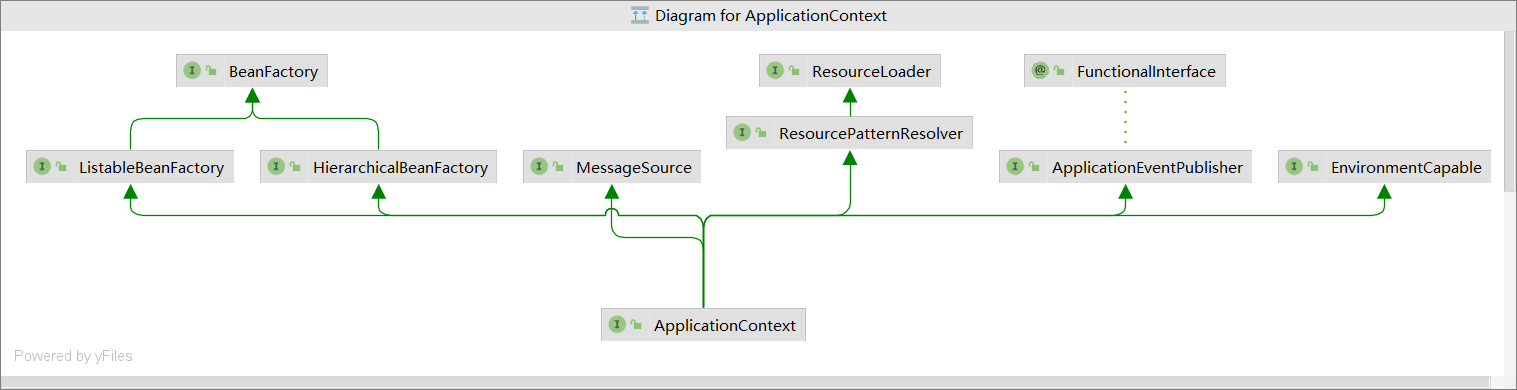 Diagram for ApplicationContext
BeanFactory
ResourceLoader
FunctionalInterface
ResourcePatternResolver
ListableBeanFactory
HierarchicalBeanFactory
MessageSource
ApplicationEventPublisher
EnvironmentCapable
ApplicationContext
Powered by yFiles